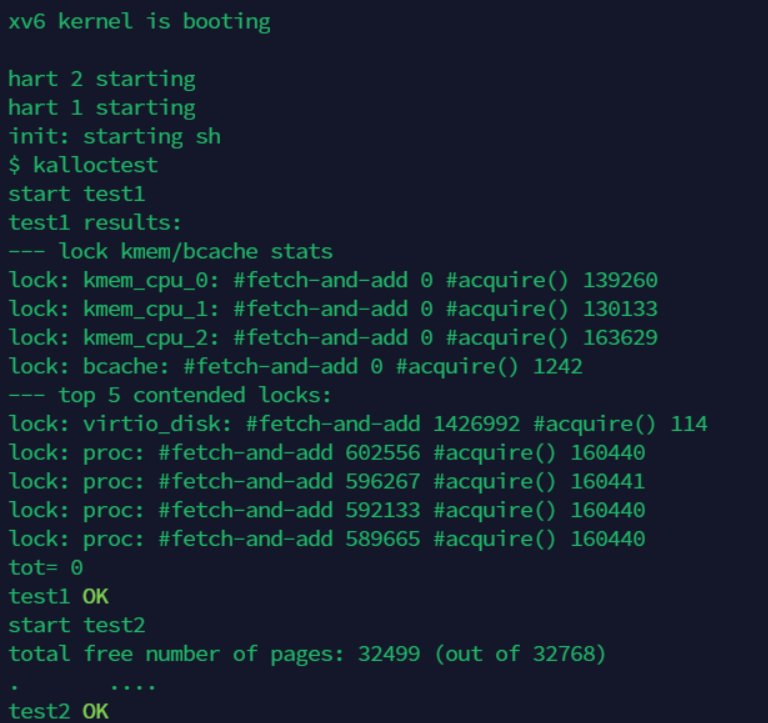 xv6 kernel is booting

hart 2 starting
hart 1 starting
init: starting sh
$ kalloctest
start test1
test1 results:
--- lock kmem/bcache stats
lock: kmem_cpu_0: #fetch-and-add 0 #acquire() 139260
lock: kmem_cpu_1: #fetch-and-add 0 #acquire() 130133
lock: kmem_cpu_2: #fetch-and-add 0 #acquire() 163629
lock: bcache: #fetch-and-add 0 #acquire() 1242
--- top 5 contended locks:
lock: virtio_disk: #fetch-and-add 1426992 #acquire() 114
lock: proc: #fetch-and-add 602556 #acquire() 160440
lock: proc: #fetch-and-add 596267 #acquire() 160441
lock: proc: #fetch-and-add 592133 #acquire() 160440
lock: proc: #fetch-and-add 589665 #acquire() 160440
tot= 0
test1 OK
start test2
total free number of pages: 32499 (out of 32768)
.       ....
test2 OK